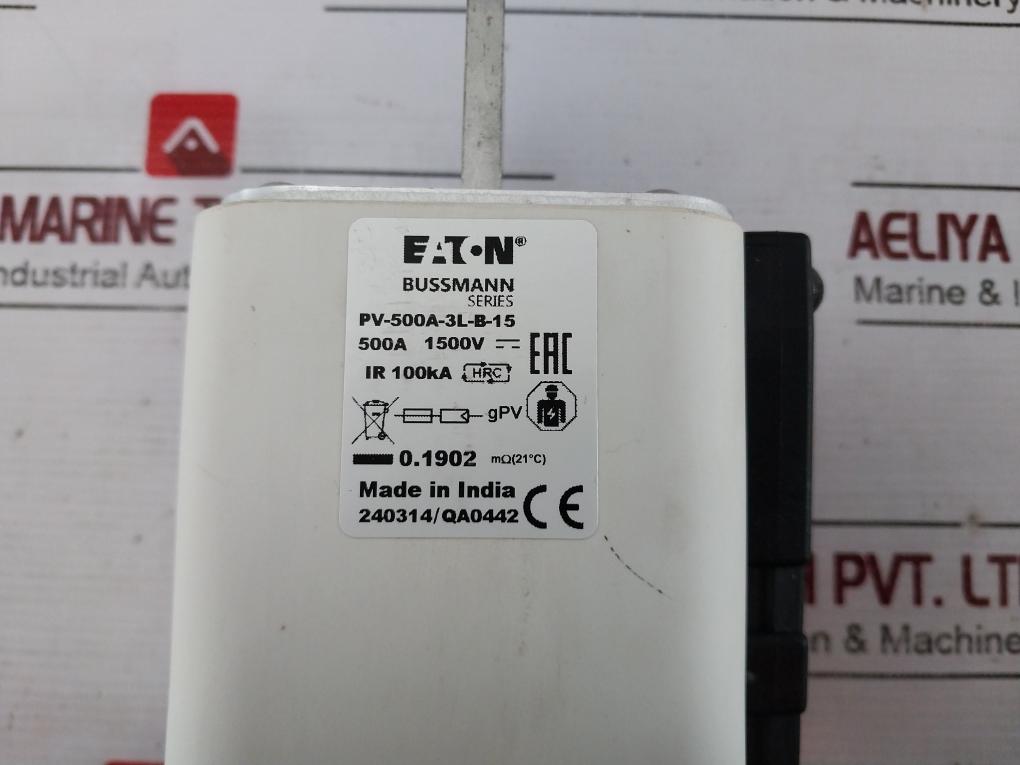 & Machinery
MARINE T
ndustrial Aut
AELIYA
Marine & I
EATON®
BUSSMANN
SERIES
PV-500A-3L-B-15
500A 1500V
EAC
IR 100kA HRC
gPV
0.1902 mΩ(21°C)
Made in India
240314/QA0442 CE
H PVT. LT
n & Machine